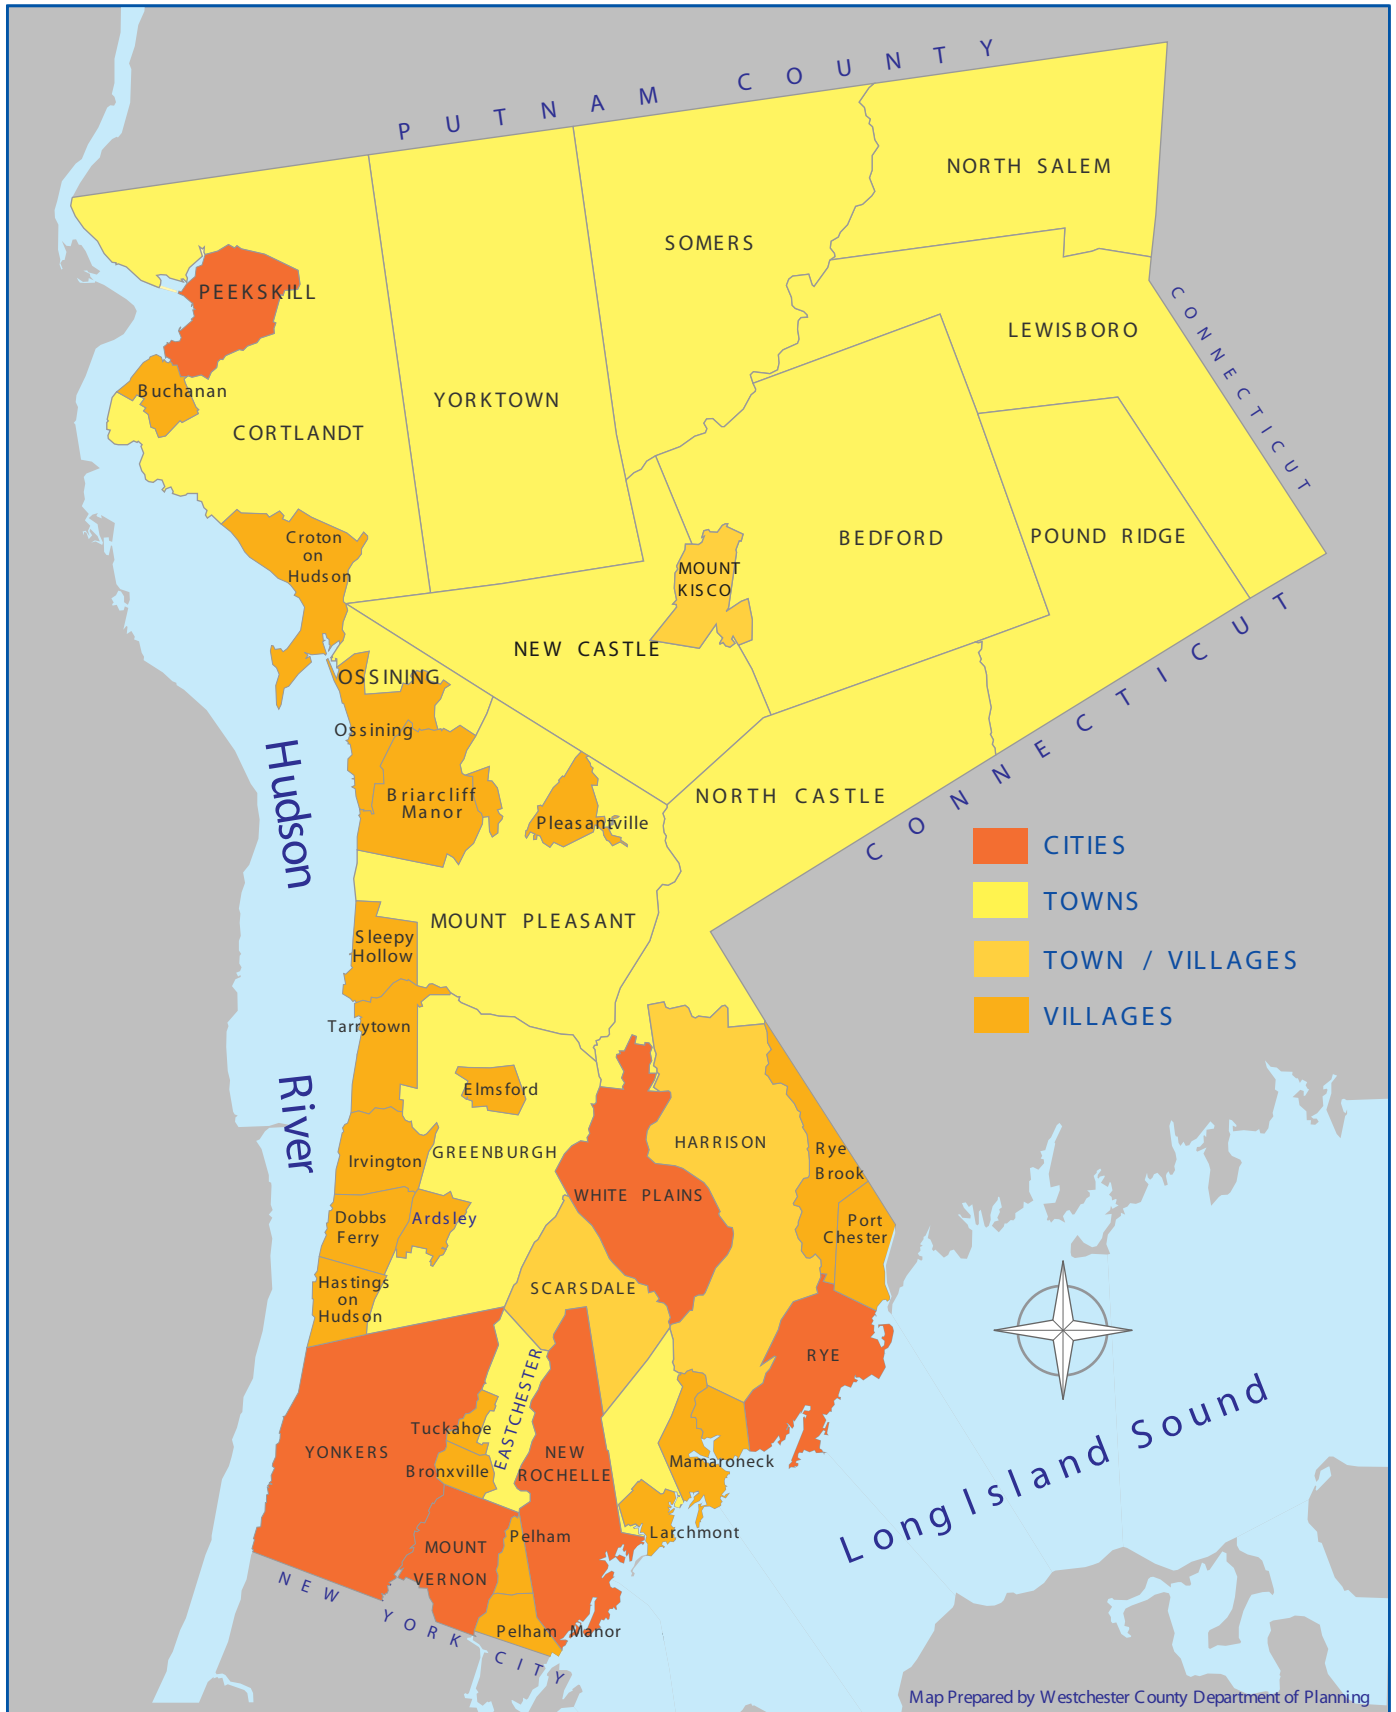 PUTNAM COUNTY
NORTH SALEM
SOMERS
PEEKSKILL
CONNECTICUT
LEWISBORO
Buchanan
YORKTOWN
CORTLANDT
Croton
on
Hudson
BEDFORD
POUND RIDGE
MOUNT
KISCO
NEW CASTLE
CONNECTICUT
OSSINING
Ossining
Hudson River
Briarcliff
Manor
Pleasantville
NORTH CASTLE
CITIES
TOWNS
TOWN / VILLAGES
VILLAGES
MOUNT PLEASANT
Sleepy
Hollow
Tarrytown
Elmsford
HARRISON
GREENBURGH
Irvington
Rye
Brook
WHITE PLAINS
Dobbs
Ferry
Ardsley
Port
Chester
Hastings
on
Hudson
SCARSDALE
RYE
EASTCHESTER
Tuckahoe
YONKERS
Bronxville
NEW
ROCHELLE
Mamaroneck
Long Island Sound
Larchmont
Pelham
MOUNT
VERNON
Pelham Manor
NEW YORK CITY
Map Prepared by Westchester County Department of Planning